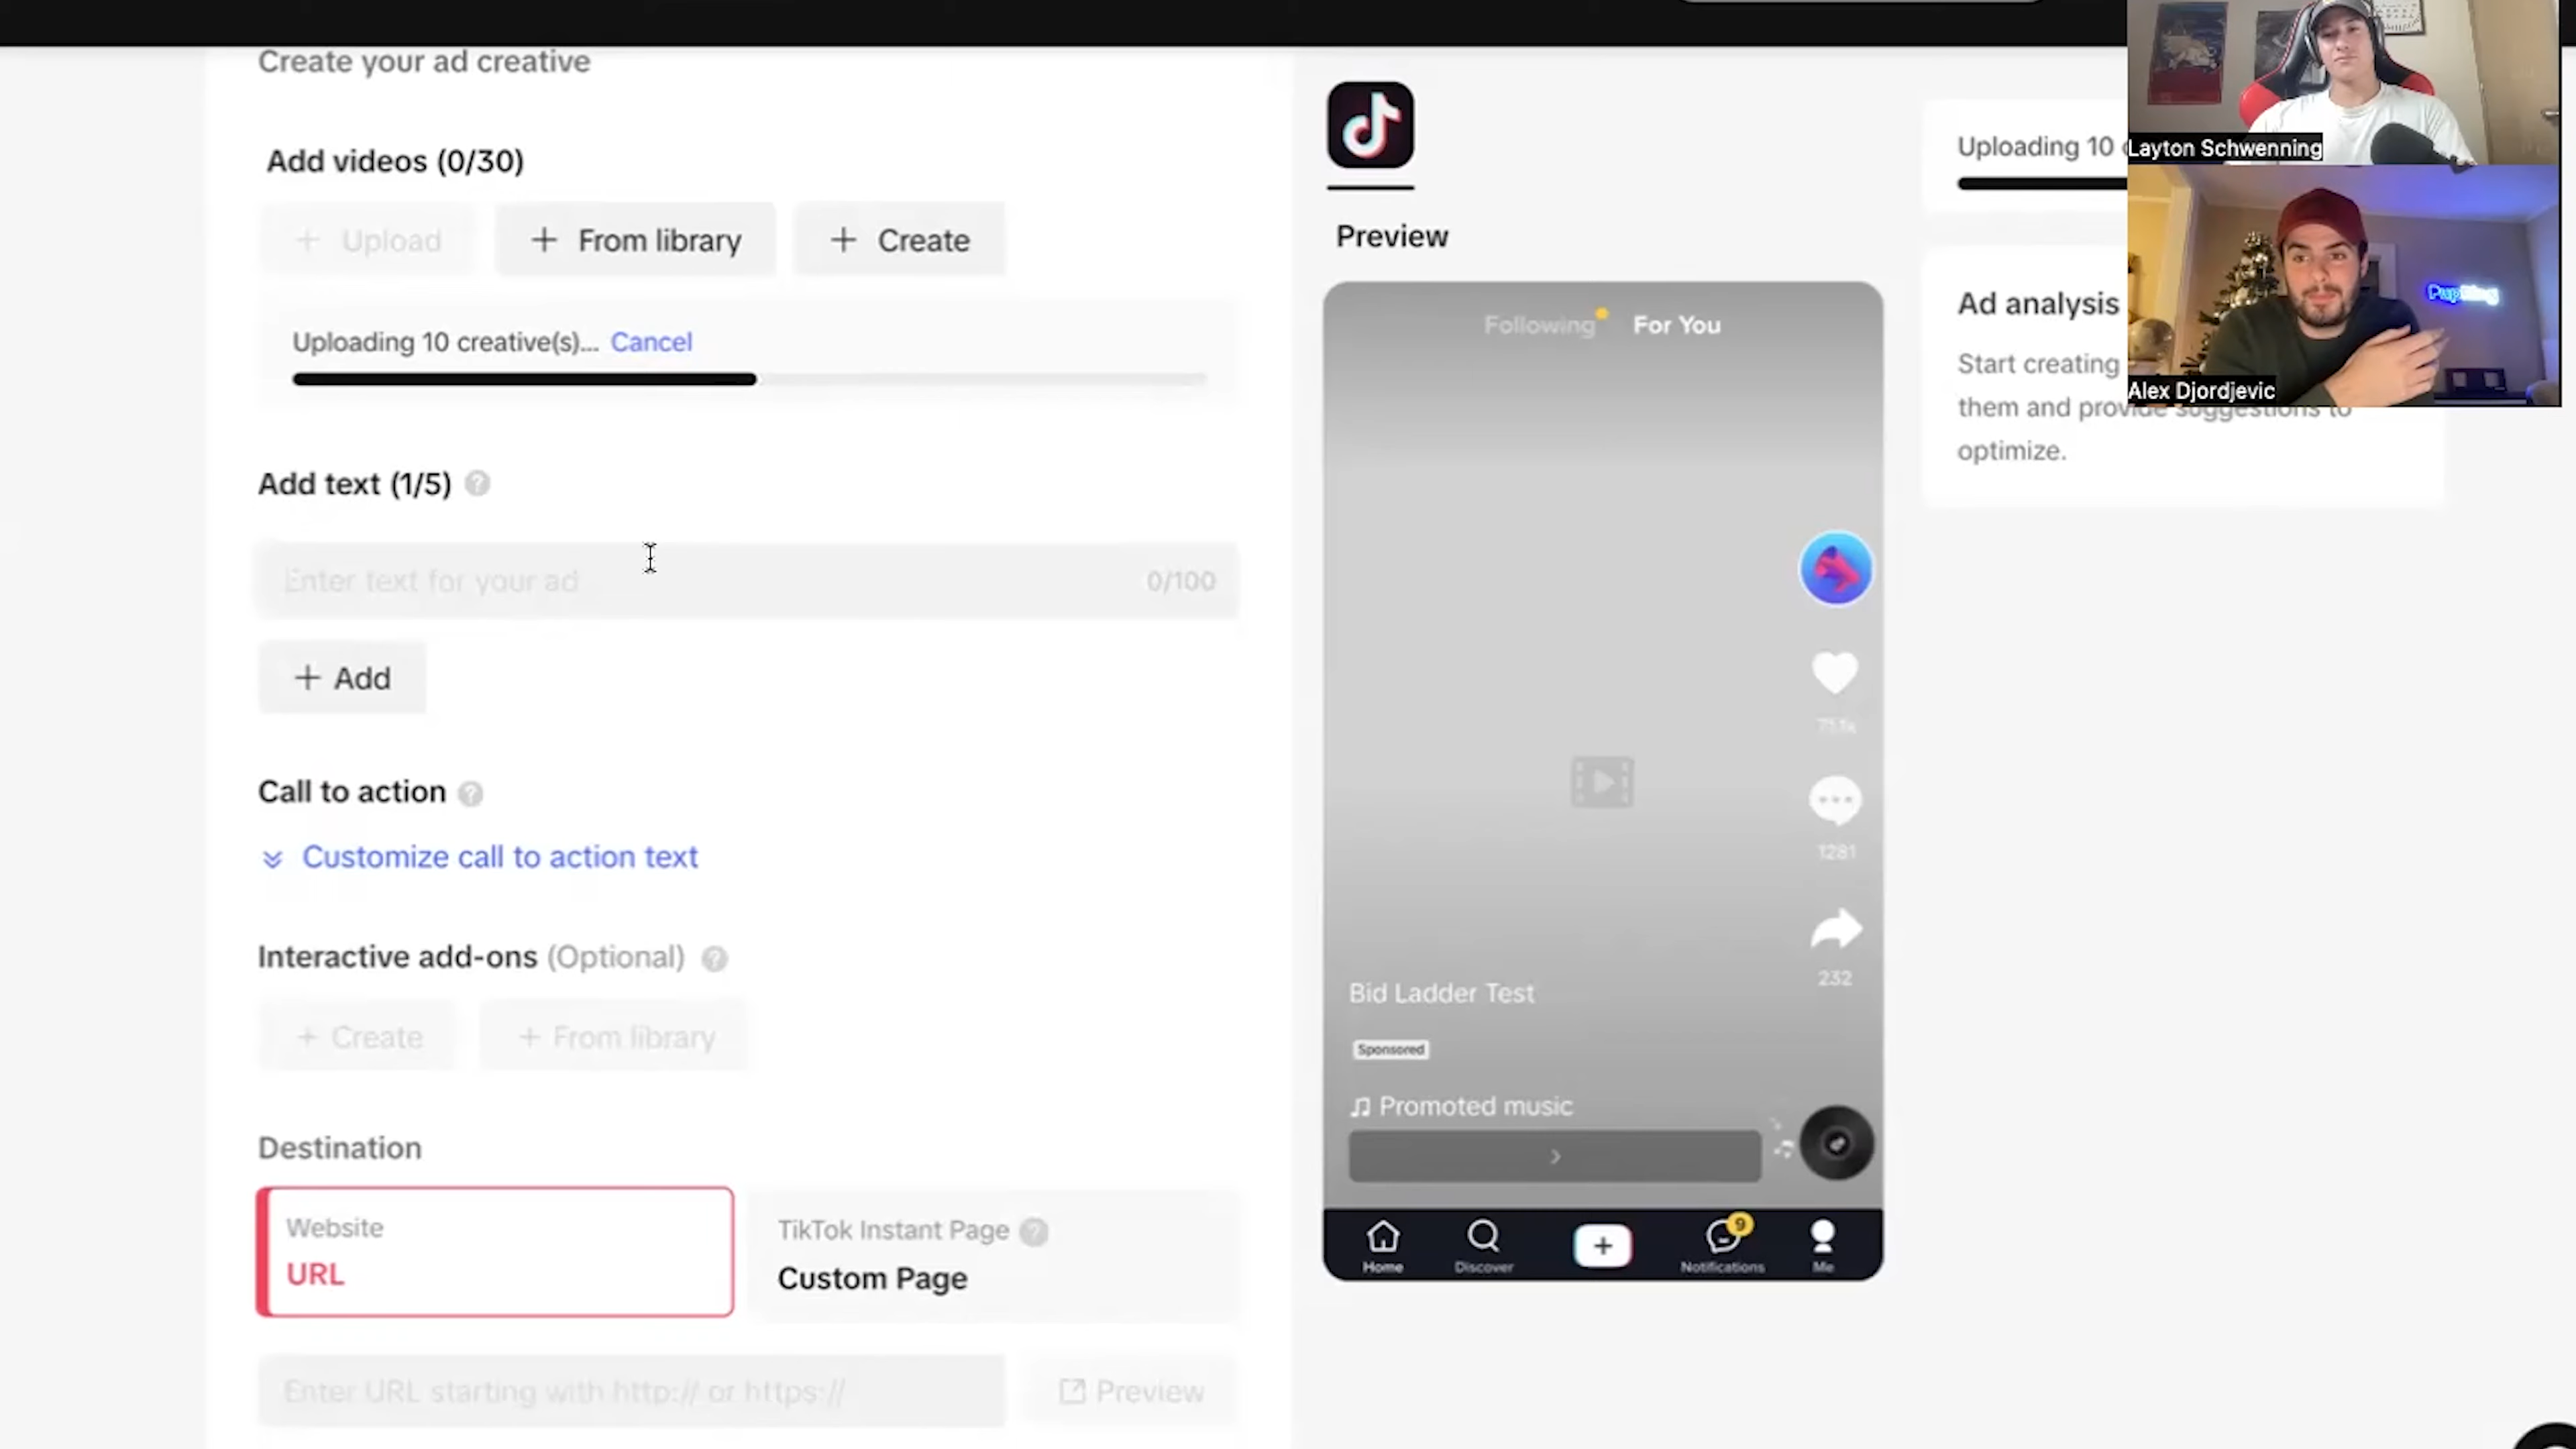 Create your ad creative
Add videos (0/30)
+ Upload
+ From library
+ Create
Uploading 10 creative(s)... Cancel
Add text (1/5) ?
Enter text for your ad
0/100
+ Add
Call to action ?
Customize call to action text
Interactive add-ons (Optional) ?
+ Create
+ From library
Destination
Website
URL
TikTok Instant Page ?
Custom Page
Enter URL starting with http:// or https://
Preview
Preview
Following For You
1281
232
Bid Ladder Test
Sponsored
Promoted music
Home
Discover
Notifications
9
Me
Uploading 10
Layton Schwenning
Ad analysis
Start creating
them and provide suggestions to
optimize.
Alex Djordjevic